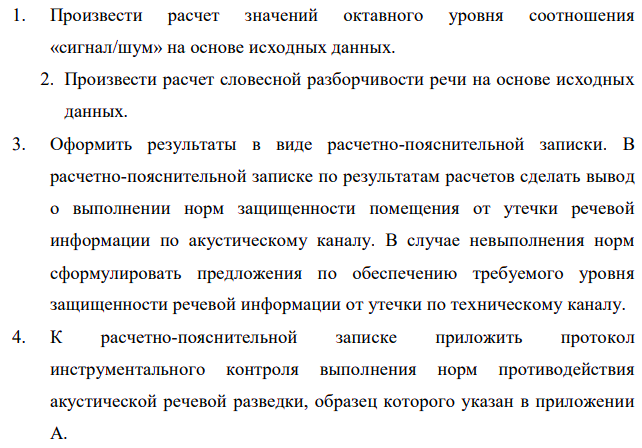 1. Произвести расчет значений октавного уровня соотношения
«сигнал/шум» на основе исходных данных.
2. Произвести расчет словесной разборчивости речи на основе исходных
данных.
3. Оформить результаты в виде расчетно-пояснительной записки. В
расчетно-пояснительной записке по результатам расчетов сделать вывод
о выполнении норм защищенности помещения от утечки речевой
информации по акустическому каналу. В случае невыполнения норм
сформулировать предложения по обеспечению требуемого уровня
защищенности речевой информации от утечки по техническому каналу.
4. К расчетно-пояснительной записке приложить протокол
инструментального контроля выполнения норм противодействия
акустической речевой разведки, образец которого указан в приложении
А.